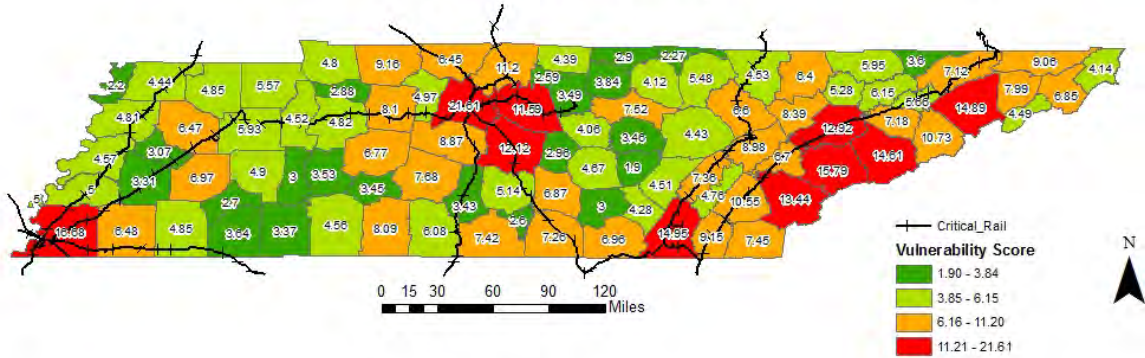 4.8 9.16 6.45 11.2 4.39 2.9 2.27 4.53 6.4 5.95 3.6 7.12 9.06 4.14
2.2 4.44 4.85 5.57 2.88 4.97 2.59 3.84 4.12 5.48 5.28 6.15 7.99 6.85
4.81 6.47 5.93 4.52 4.82 8.1 21.61 11.59 3.49 7.52 6.6 8.39 12.92 5.66 7.18 14.89 4.49
4.57 3.07 6.77 8.87 12.12 2.96 4.06 3.45 4.43 8.98 6.7 14.61 10.73
5 5 3.31 6.97 4.9 3 3.53 3.45 7.68 5.14 6.87 4.67 1.9 4.51 7.36 4.76 10.55 13.44 15.79
16.68 6.48 4.85 2.7 3.64 3.37 4.56 8.09 6.08 3.43 7.42 2.6 7.26 3 6.96 4.28 14.95 9.15 7.45
Critical_Rail
Vulnerability Score
1.90 - 3.84
3.85 - 6.15
6.16 - 11.20
11.21 - 21.61
N
0 15 30 60 90 120
Miles